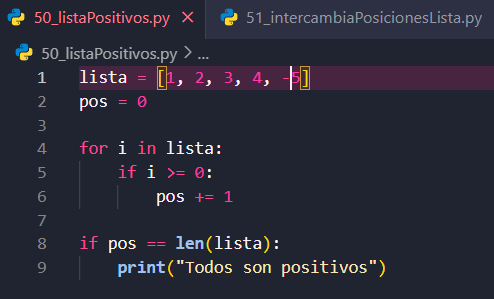 50_listaPositivos.py × 51_intercambiaPosicionesLista.py
50_listaPositivos.py > ...
1 lista = [1, 2, 3, 4, -5]
2 pos = 0
3
4 for i in lista:
5     if i >= 0:
6         pos += 1
7
8 if pos == len(lista):
9     print("Todos son positivos")